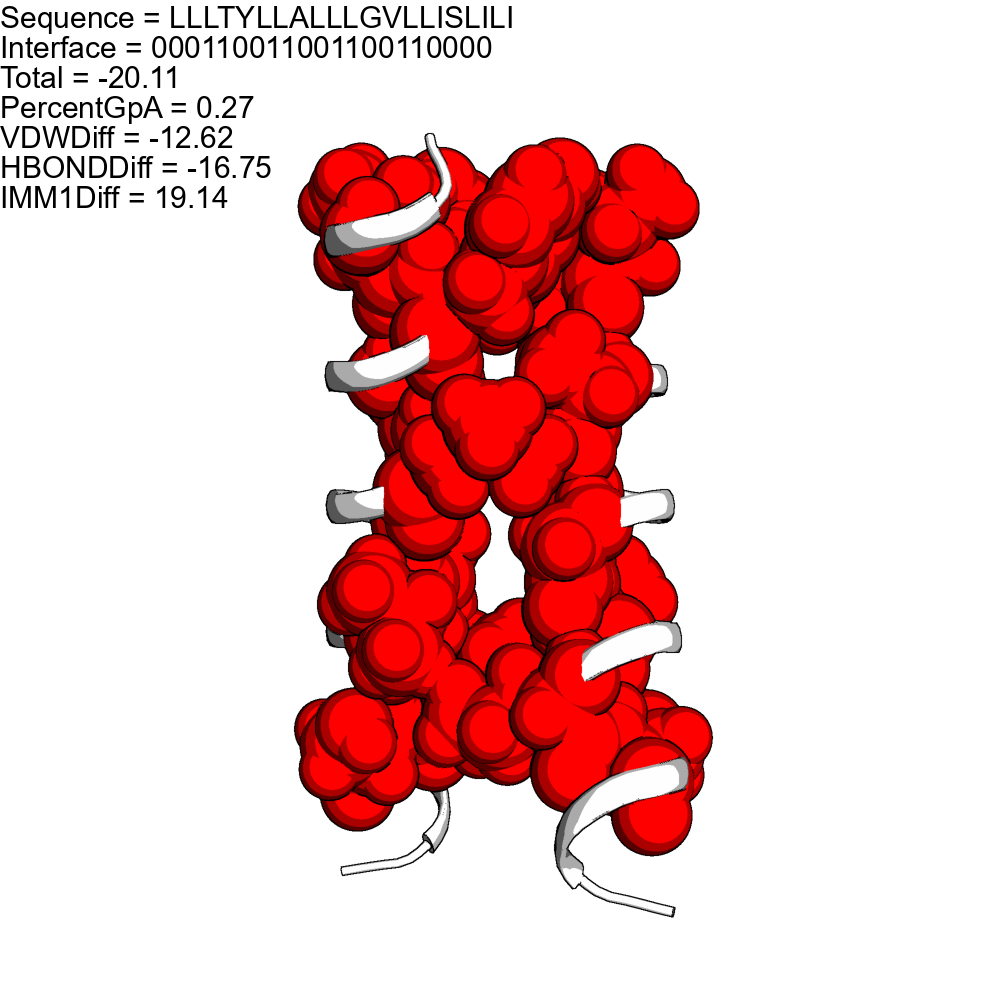 Sequence = LLLTYLLALLLGVLLISLILI
Interface = 000110011001100110000
Total = -20.11
PercentGpA = 0.27
VDWDiff = -12.62
HBONDDiff = -16.75
IMM1Diff = 19.14